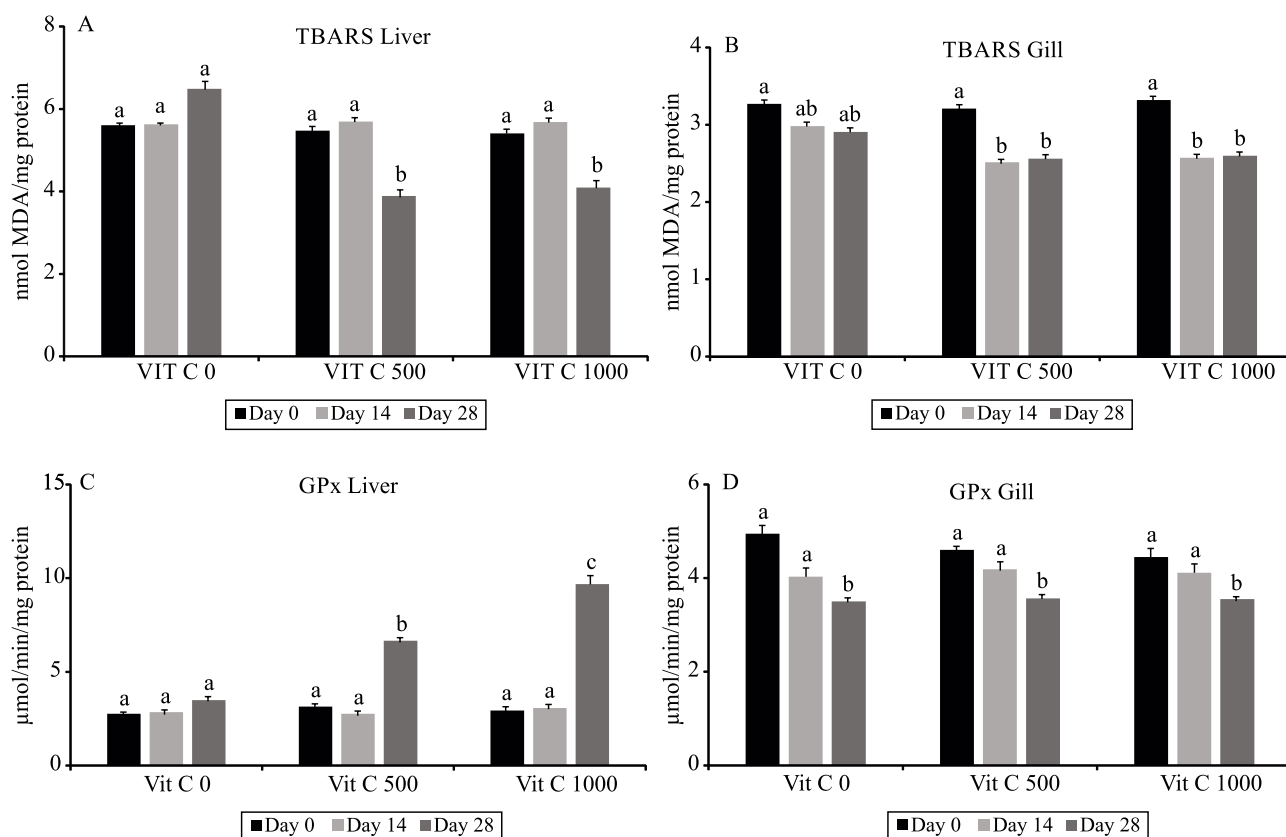 A
TBARS Liver
nmol MDA/mg protein
8
6
4
2
0
a a a
a a b
a a b
VIT C 0 VIT C 500 VIT C 1000
Day 0 Day 14 Day 28
B
TBARS Gill
nmol MDA/mg protein
4
3
2
1
0
a ab ab
a b b
a b b
VIT C 0 VIT C 500 VIT C 1000
Day 0 Day 14 Day 28
C
GPx Liver
µmol/min/mg protein
15
10
5
0
a a a
a a b
a a c
Vit C 0 Vit C 500 Vit C 1000
Day 0 Day 14 Day 28
D
GPx Gill
µmol/min/mg protein
6
4
2
0
a a b
a a b
a a b
Vit C 0 Vit C 500 Vit C 1000
Day 0 Day 14 Day 28